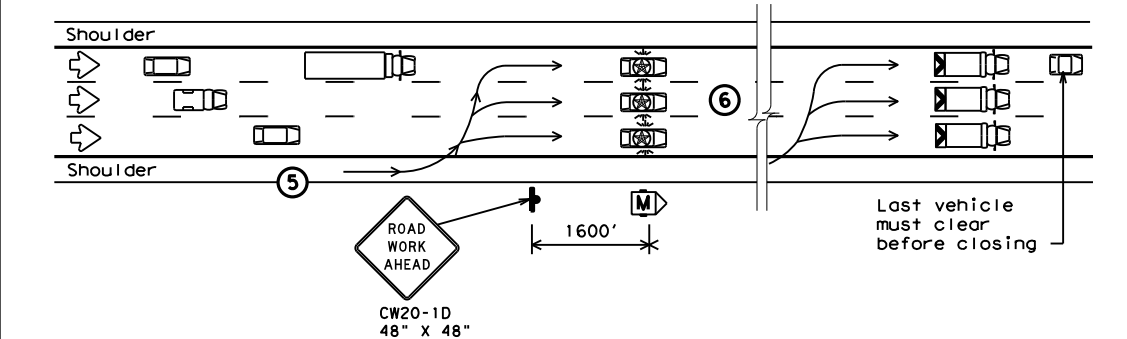 Shoulder
6
Shoulder
5
M
1600'
ROAD
WORK
AHEAD
Last vehicle
must clear
before closing
CW20-1D
48" X 48"